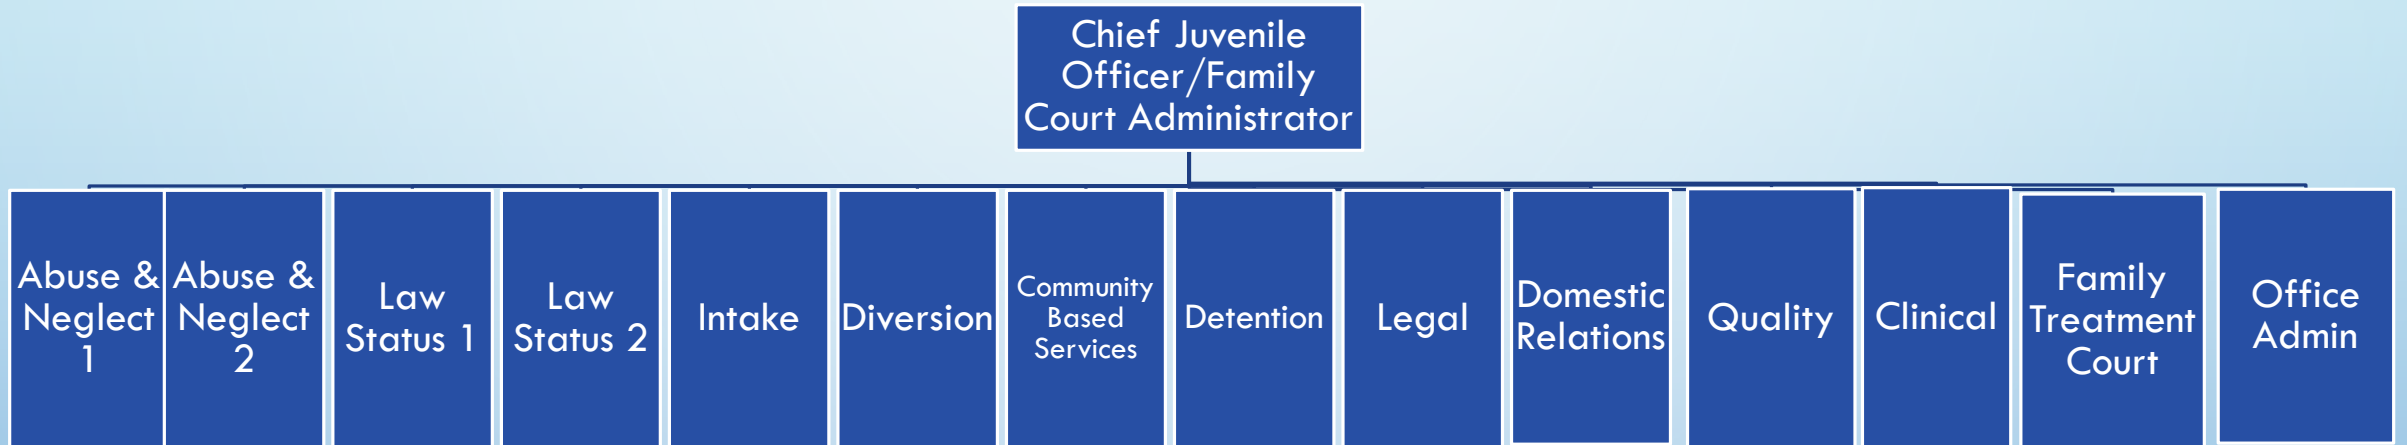 Chief Juvenile
Officer/Family
Court Administrator
Abuse &
Neglect
1
Abuse &
Neglect
2
Law
Status 1
Law
Status 2
Intake
Diversion
Community
Based
Services
Detention
Legal
Domestic
Relations
Quality
Clinical
Family
Treatment
Court
Office
Admin